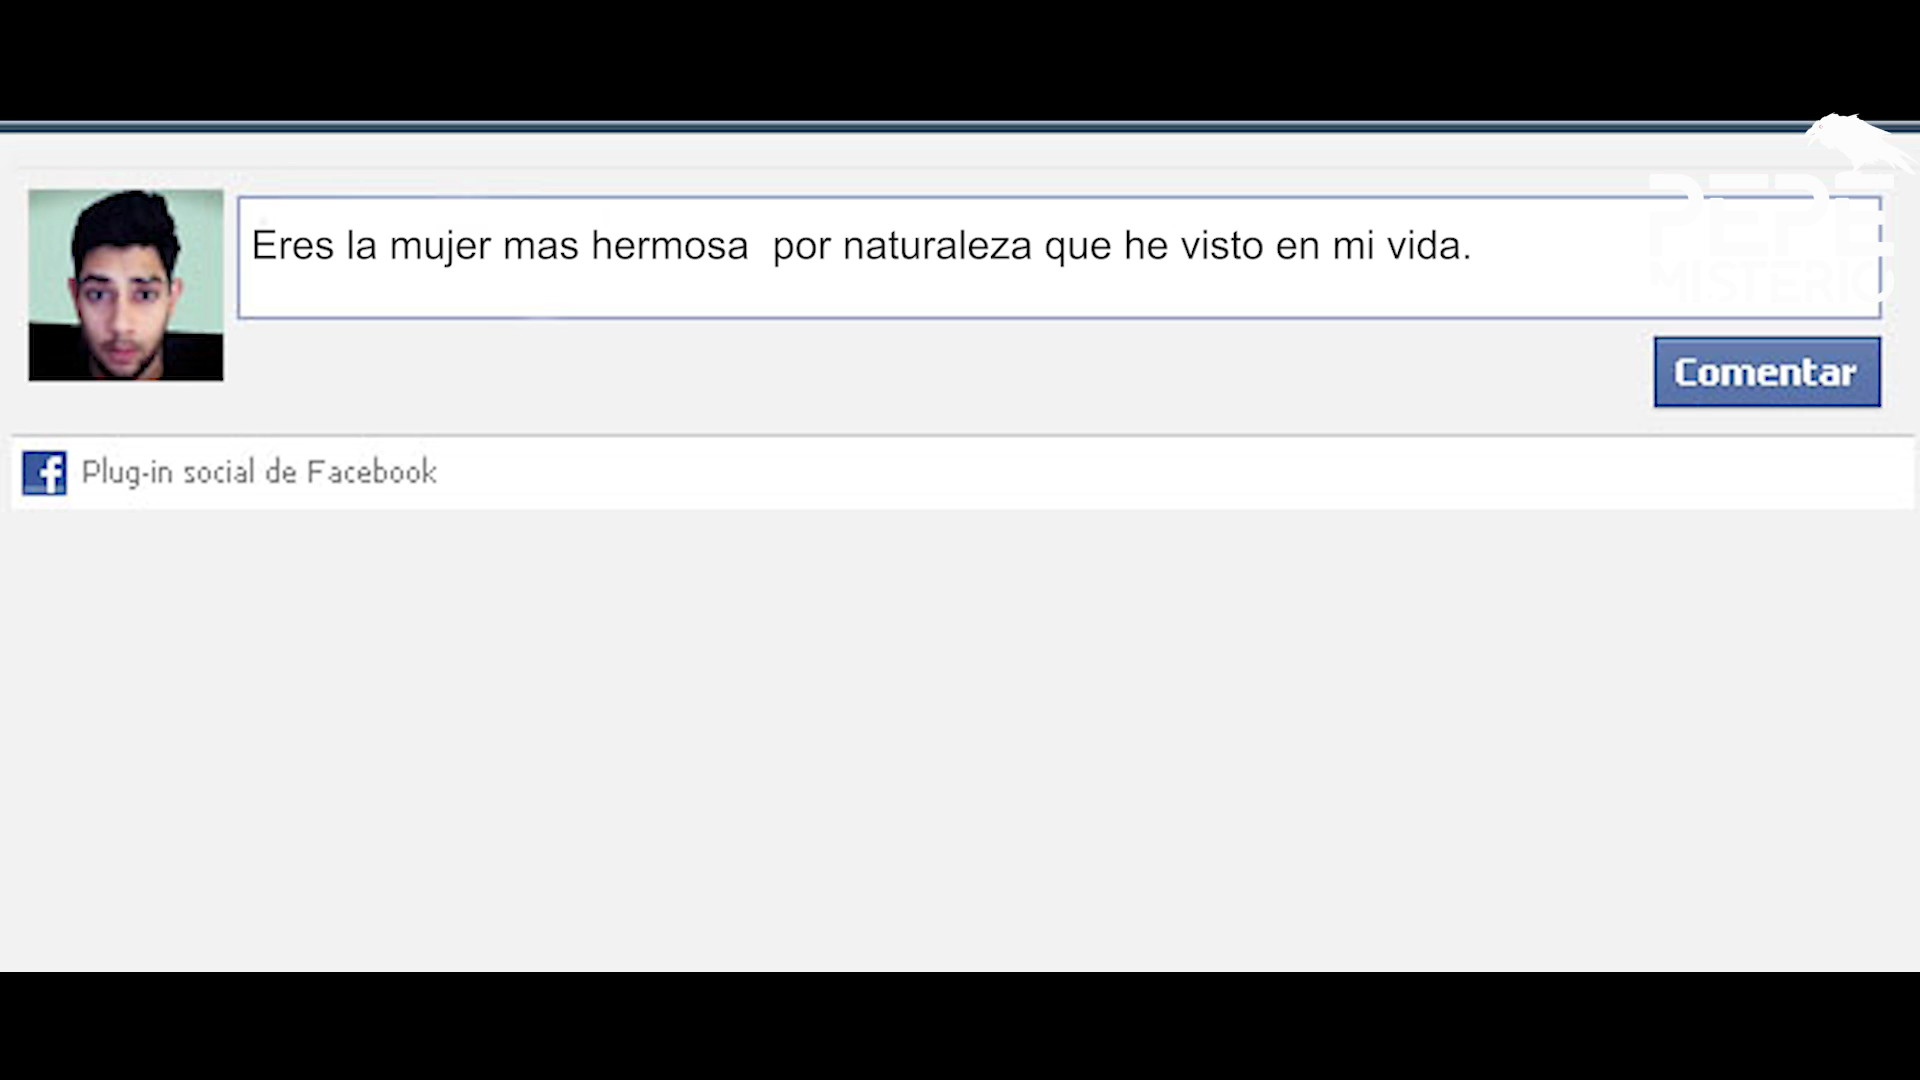 PEPE
MISTERIO
Eres la mujer mas hermosa  por naturaleza que he visto en mi vida.
Comentar
Plug-in social de Facebook